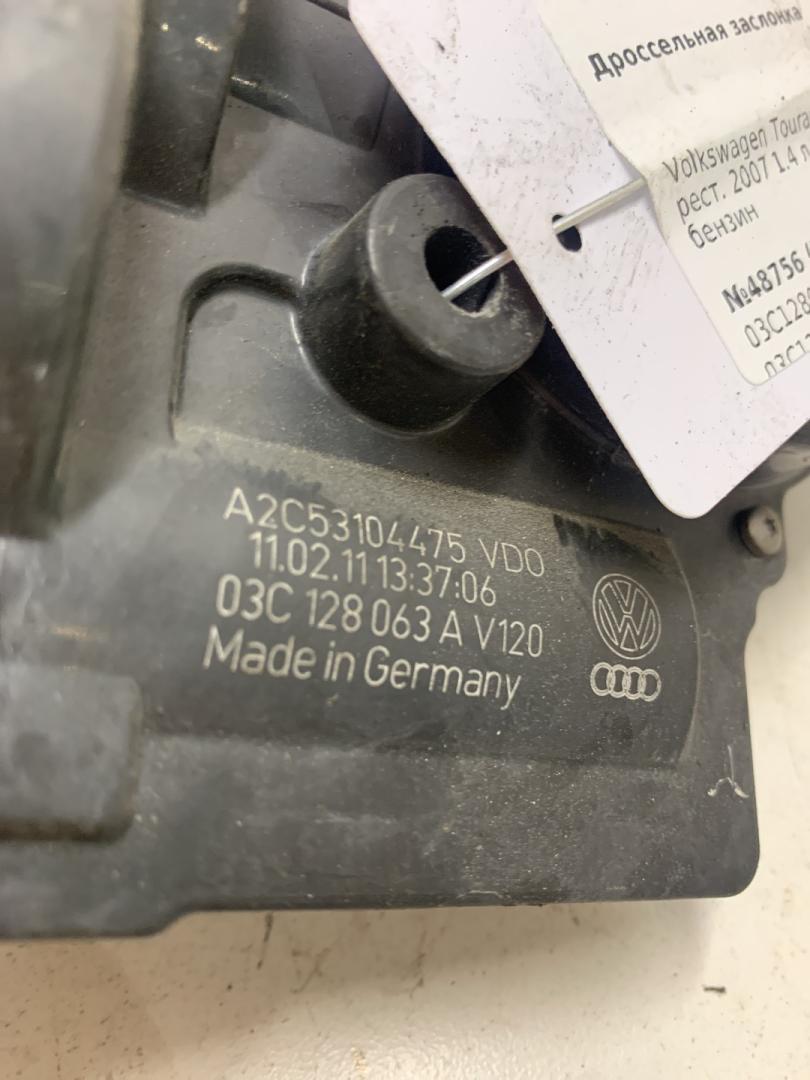 Дроссельная заслонка
Volkswagen Toura
рест. 2007 1.4 л
бензин
№48756
03C128
03C12
A2C53104475 VDO
11.02.11 13:37:06
03C 128 063 A V120
Made in Germany